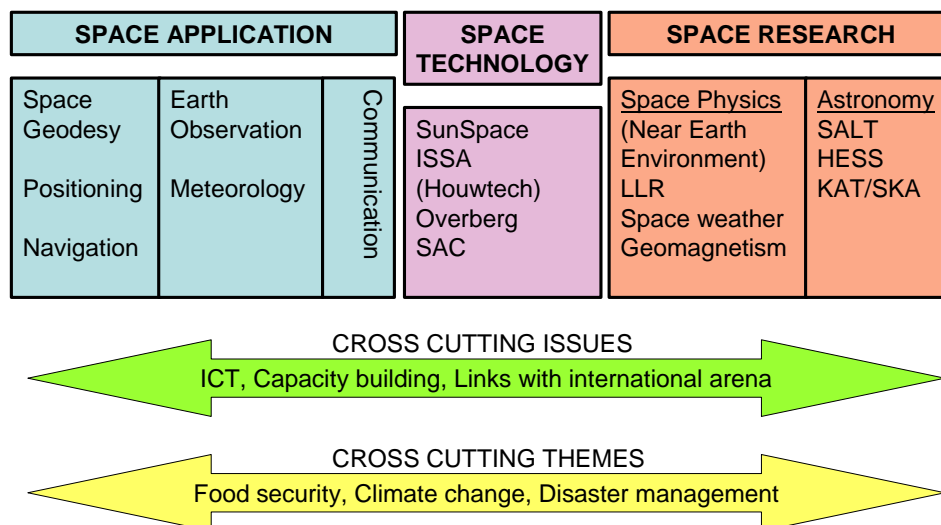 SPACE APPLICATION
Space
Geodesy
Positioning
Navigation
Earth
Observation
Meteorology
Communication
SPACE
TECHNOLOGY
SunSpace
ISSA
(Houwtech)
Overberg
SAC
SPACE RESEARCH
Space Physics
(Near Earth
Environment)
LLR
Space weather
Geomagnetism
Astronomy
SALT
HESS
KAT/SKA
CROSS CUTTING ISSUES
ICT, Capacity building, Links with international arena
CROSS CUTTING THEMES
Food security, Climate change, Disaster management